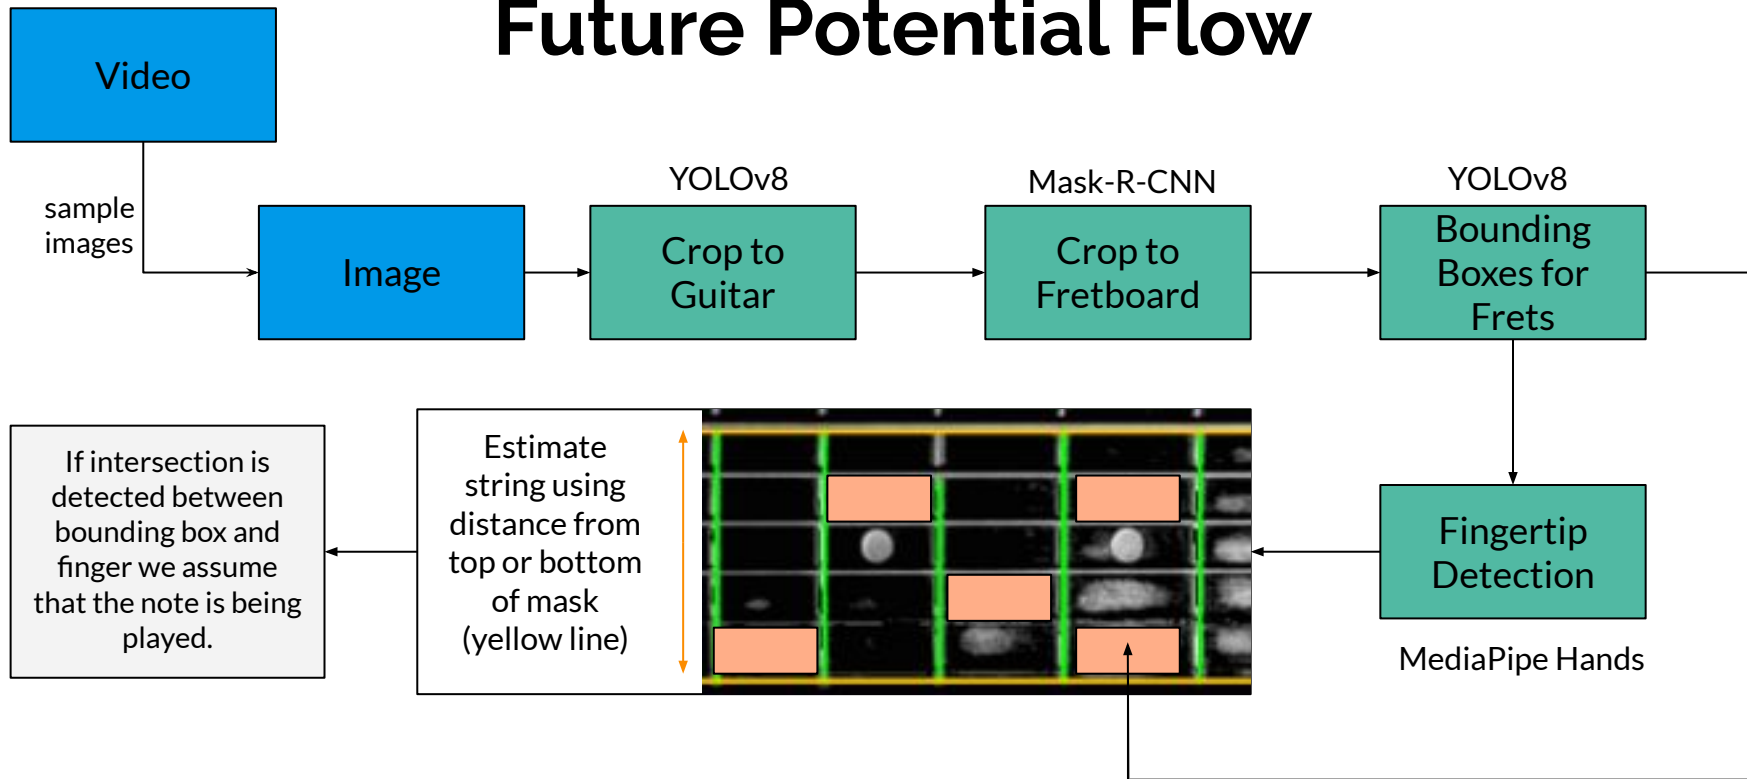 Future Potential Flow
Video
sample
images
Image
YOLOv8
Crop to
Guitar
Mask-R-CNN
Crop to
Fretboard
YOLOv8
Bounding
Boxes for
Frets
Fingertip
Detection
MediaPipe Hands
Estimate
string using
distance from
top or bottom
of mask
(yellow line)
If intersection is
detected between
bounding box and
finger we assume
that the note is being
played.